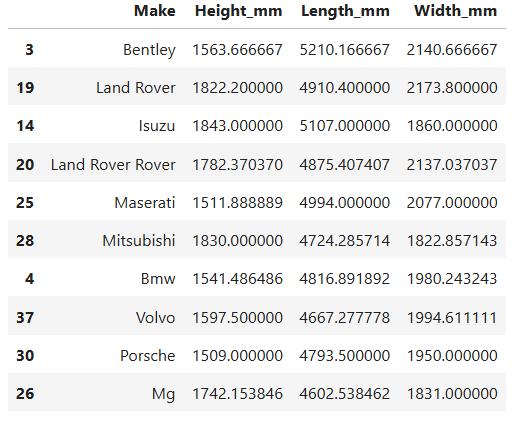 Make Height_mm Length_mm Width_mm
3 Bentley 1563.666667 5210.166667 2140.666667
19 Land Rover 1822.200000 4910.400000 2173.800000
14 Isuzu 1843.000000 5107.000000 1860.000000
20 Land Rover Rover 1782.370370 4875.407407 2137.037037
25 Maserati 1511.888889 4994.000000 2077.000000
28 Mitsubishi 1830.000000 4724.285714 1822.857143
4 Bmw 1541.486486 4816.891892 1980.243243
37 Volvo 1597.500000 4667.277778 1994.611111
30 Porsche 1509.000000 4793.500000 1950.000000
26 Mg 1742.153846 4602.538462 1831.000000